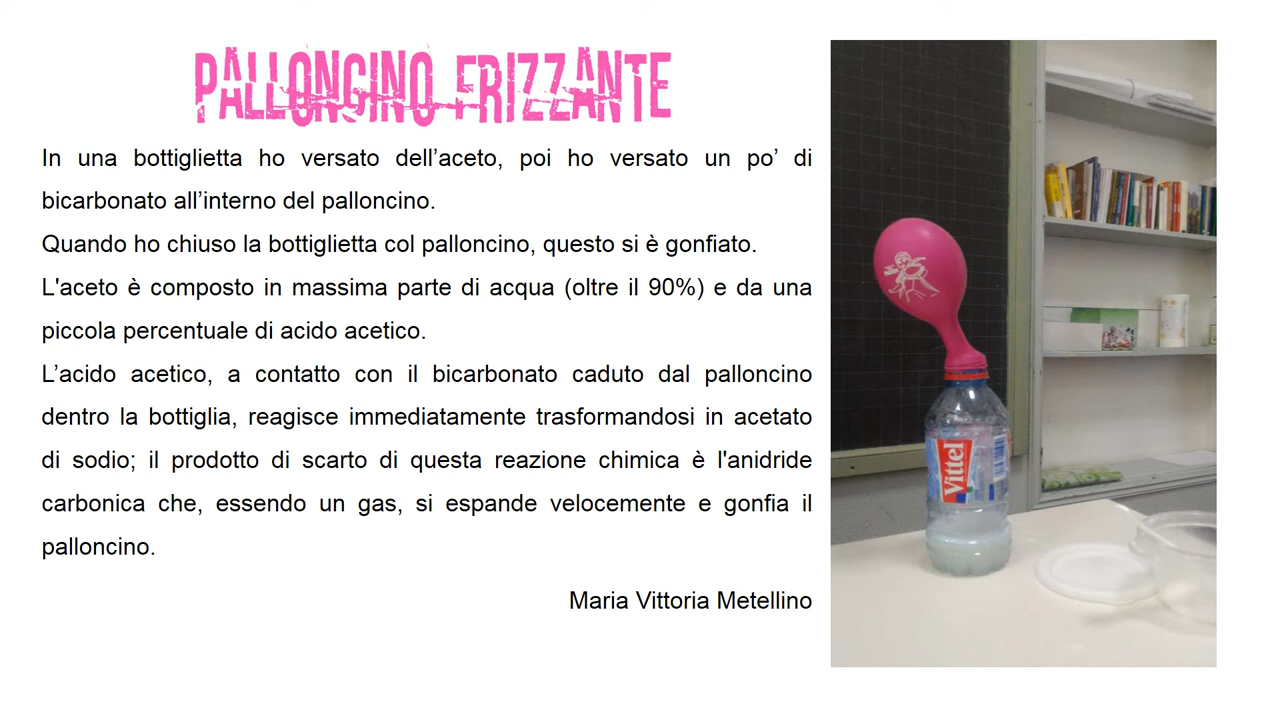 PALLONCINO FRIZZANTE
In una bottiglietta ho versato dell’aceto, poi ho versato un po’ di
bicarbonato all’interno del palloncino.
Quando ho chiuso la bottiglietta col palloncino, questo si è gonfiato.
L'aceto è composto in massima parte di acqua (oltre il 90%) e da una
piccola percentuale di acido acetico.
L’acido acetico, a contatto con il bicarbonato caduto dal palloncino
dentro la bottiglia, reagisce immediatamente trasformandosi in acetato
di sodio; il prodotto di scarto di questa reazione chimica è l'anidride
carbonica che, essendo un gas, si espande velocemente e gonfia il
palloncino.
Maria Vittoria Metellino
Vittel